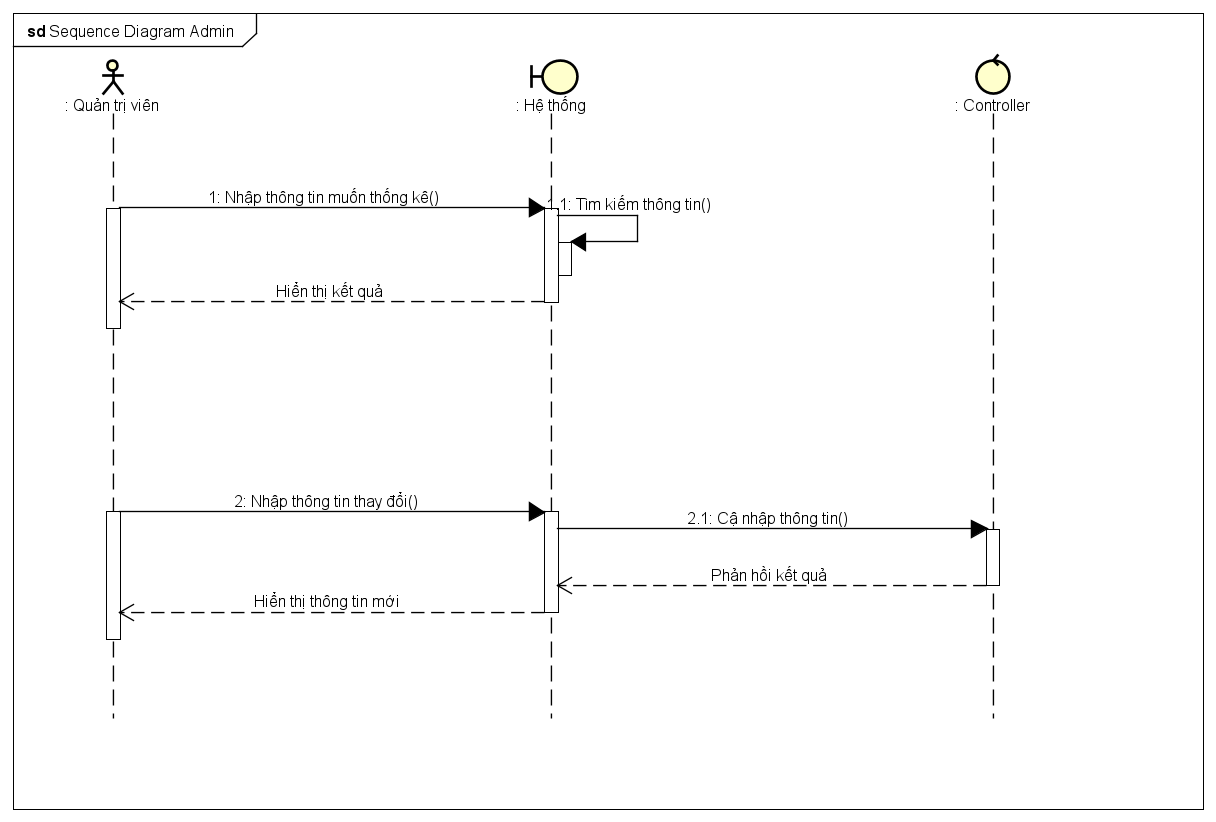 sd Sequence Diagram Admin
: Quản trị viên
: Hệ thống
: Controller
1: Nhập thông tin muốn thống kê()
1.1: Tìm kiếm thông tin()
Hiển thị kết quả
2: Nhập thông tin thay đổi()
2.1: Cậ nhập thông tin()
Phản hồi kết quả
Hiển thị thông tin mới